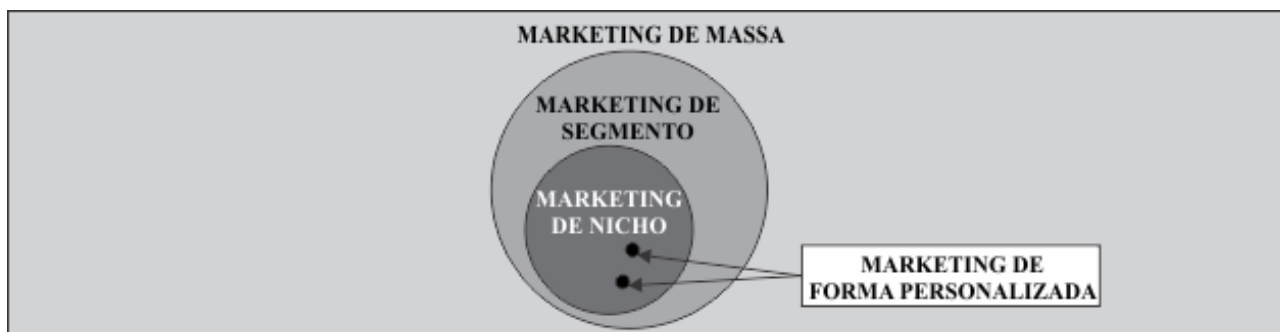 MARKETING DE MASSA
MARKETING DE
SEGMENTO
MARKETING
DE NICHO
MARKETING DE
FORMA PERSONALIZADA